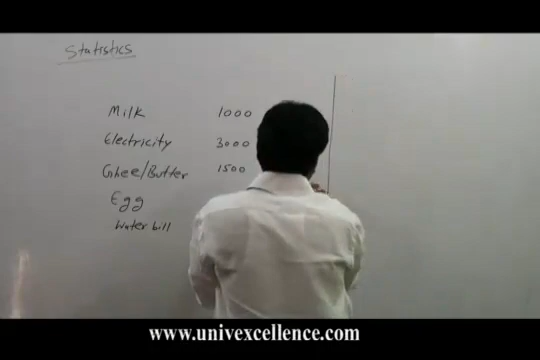 Statistics
Milk 1000
Electricity 3000
Ghee/Butter 1500
Egg
Water bill
www.univexcellence.com